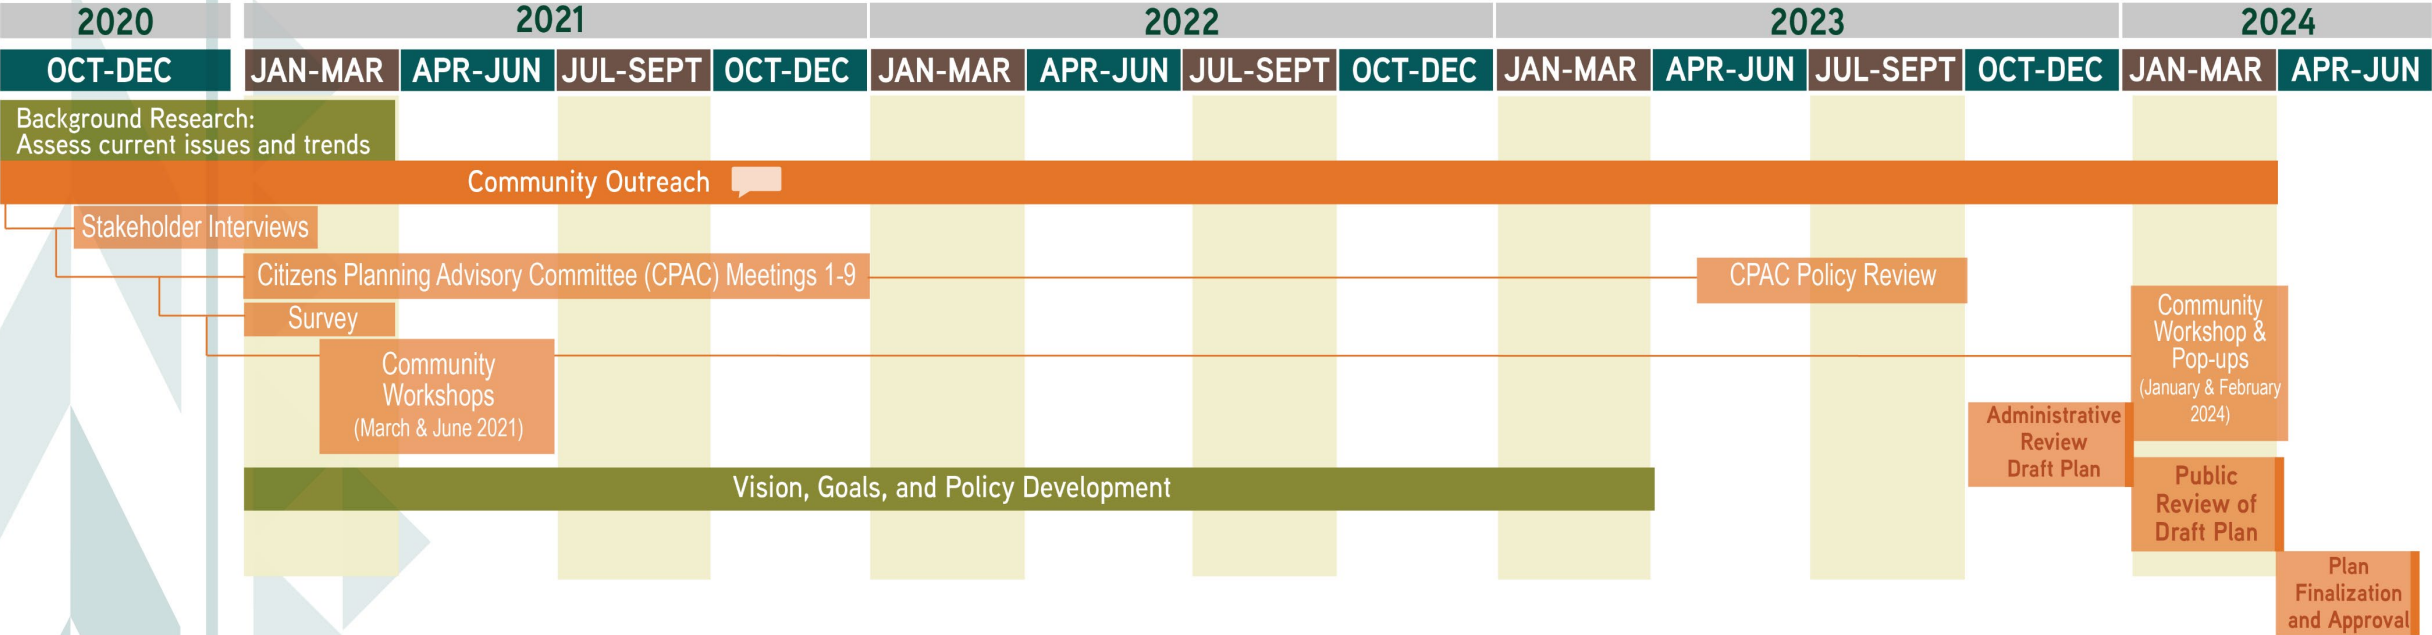 2020 2021 2022 2023 2024
OCT-DEC JAN-MAR APR-JUN JUL-SEPT OCT-DEC JAN-MAR APR-JUN JUL-SEPT OCT-DEC JAN-MAR APR-JUN JUL-SEPT OCT-DEC JAN-MAR APR-JUN
Background Research:
Assess current issues and trends
Community Outreach
Stakeholder Interviews
Citizens Planning Advisory Committee (CPAC) Meetings 1-9
CPAC Policy Review
Survey
Community
Workshops
(March & June 2021)
Community
Workshop &
Pop-ups
(January & February
2024)
Administrative
Review
Draft Plan
Vision, Goals, and Policy Development
Public
Review of
Draft Plan
Plan
Finalization
and Approval